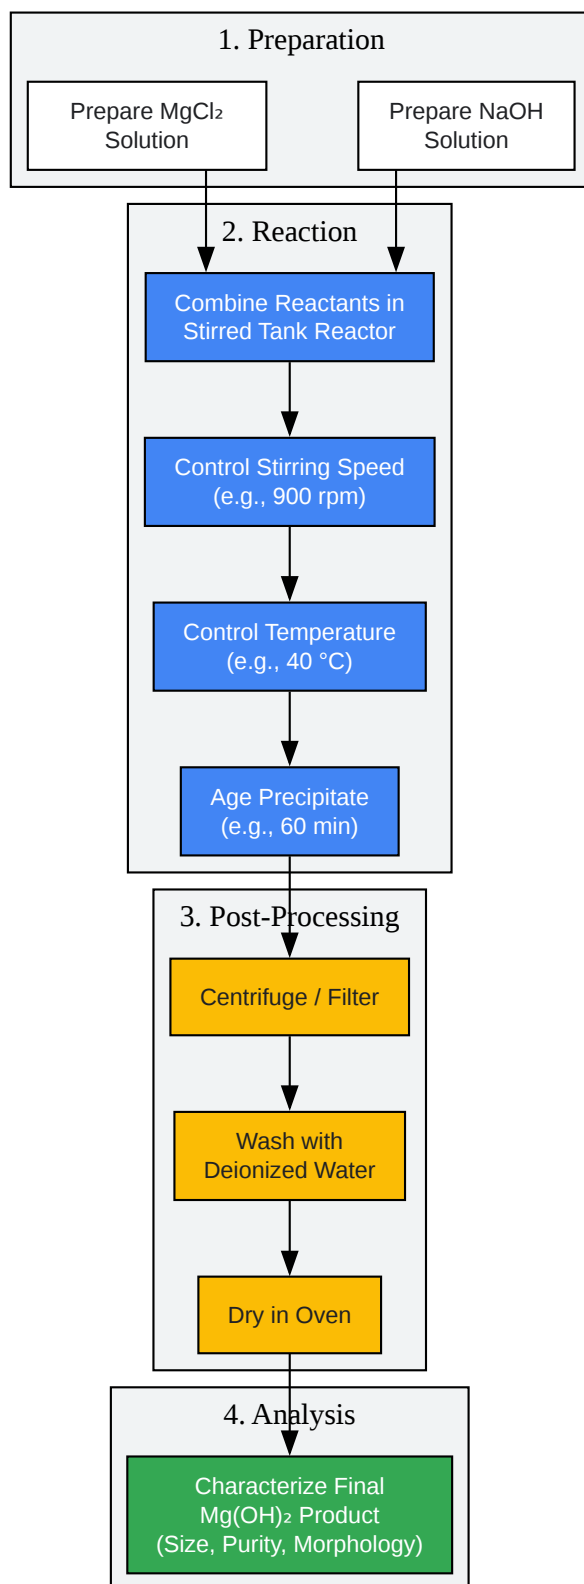 1. Preparation
Prepare MgCl₂
Solution
Prepare NaOH
Solution
2. Reaction
Combine Reactants in
Stirred Tank Reactor
Control Stirring Speed
(e.g., 900 rpm)
Control Temperature
(e.g., 40 °C)
Age Precipitate
(e.g., 60 min)
3. Post-Processing
Centrifuge / Filter
Wash with
Deionized Water
Dry in Oven
4. Analysis
Characterize Final
Mg(OH)₂ Product
(Size, Purity, Morphology)